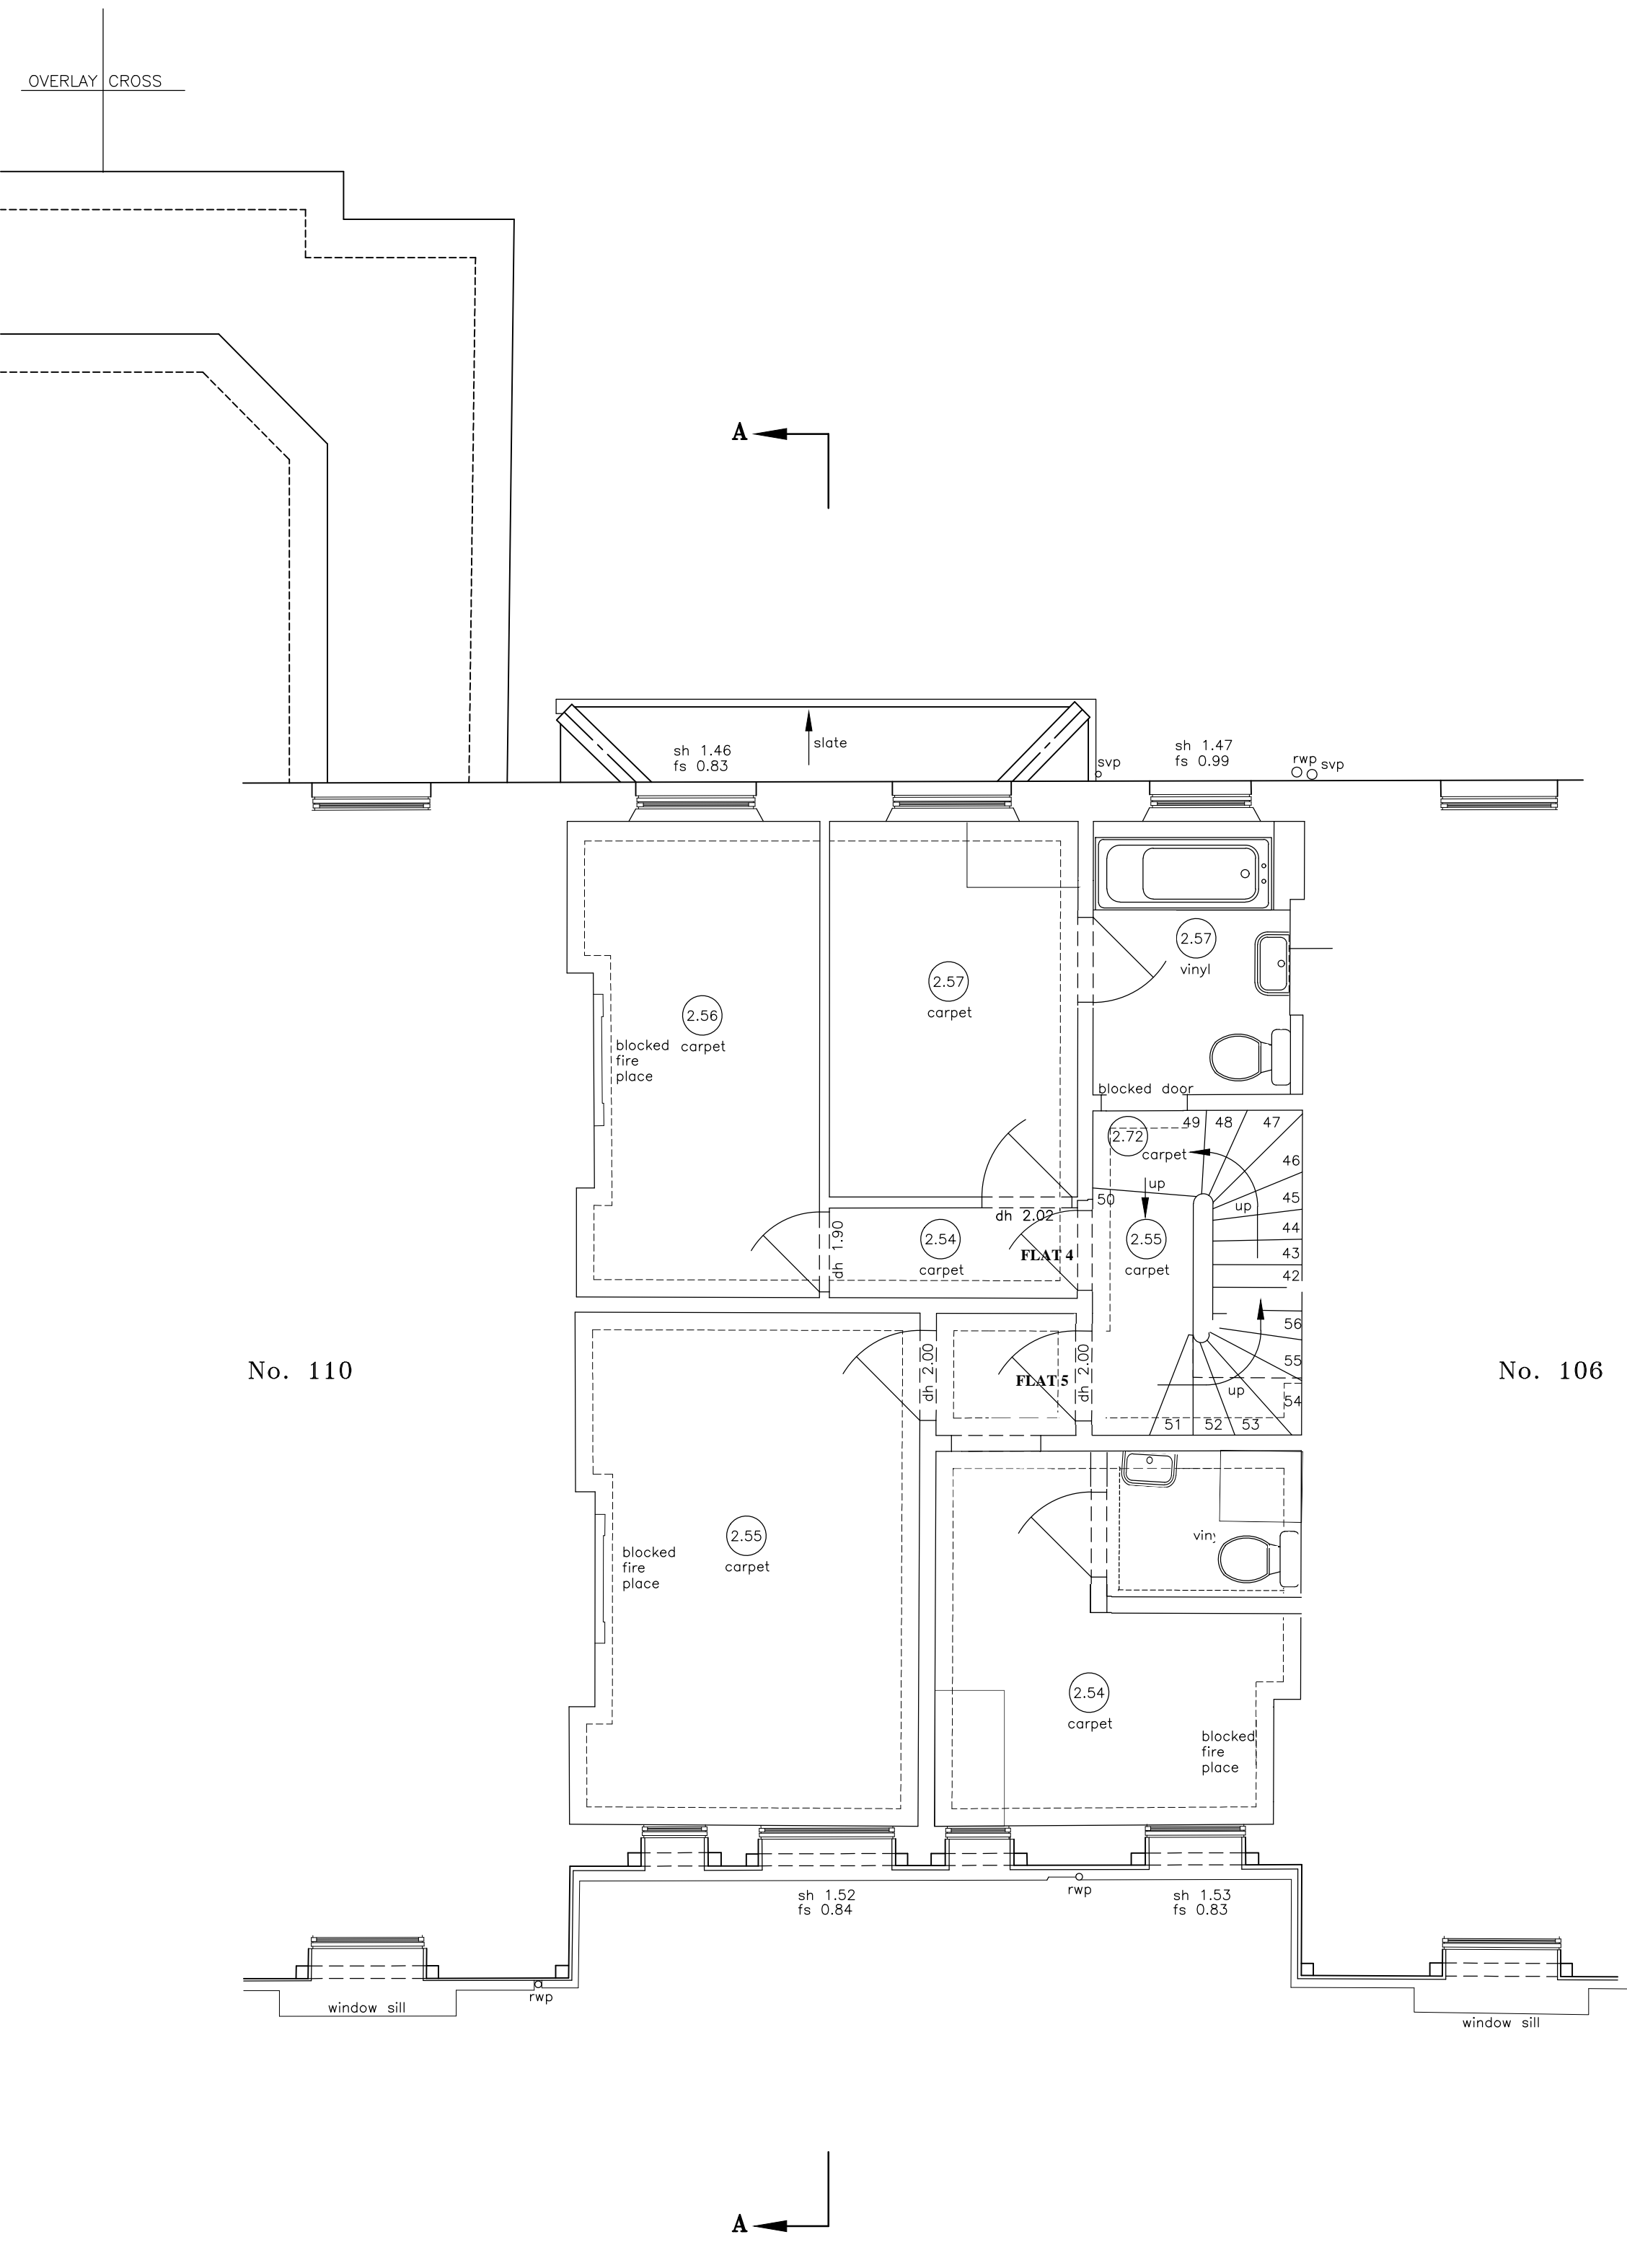 OVERLAY CROSS
A
slate
sh 1.46
fs 0.83
svp
sh 1.47
fs 0.99
rwp
svp
2.57
vinyl
2.57
carpet
2.56
carpet
blocked
fire
place
blocked door
2.72
carpet
49
48
47
46
45
44
43
42
up
up
50
dh 2.02
dh 1.90
2.54
carpet
FLAT 4
2.55
carpet
56
55
54
53
52
51
up
No. 110
No. 106
dh 2.00
FLAT 5
dh 2.00
2.55
carpet
blocked
fire
place
viny
2.54
carpet
blocked
fire
place
sh 1.52
fs 0.84
rwp
sh 1.53
fs 0.83
rwp
window sill
window sill
A